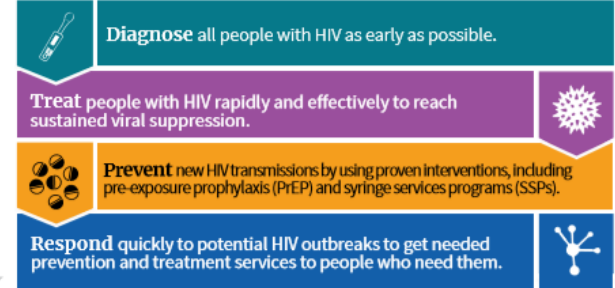 Diagnose all people with HIV as early as possible.
Treat people with HIV rapidly and effectively to reach
sustained viral suppression.
Prevent new HIV transmissions by using proven interventions, including
pre-exposure prophylaxis (PrEP) and syringe services programs (SSPs).
Respond quickly to potential HIV outbreaks to get needed
prevention and treatment services to people who need them.